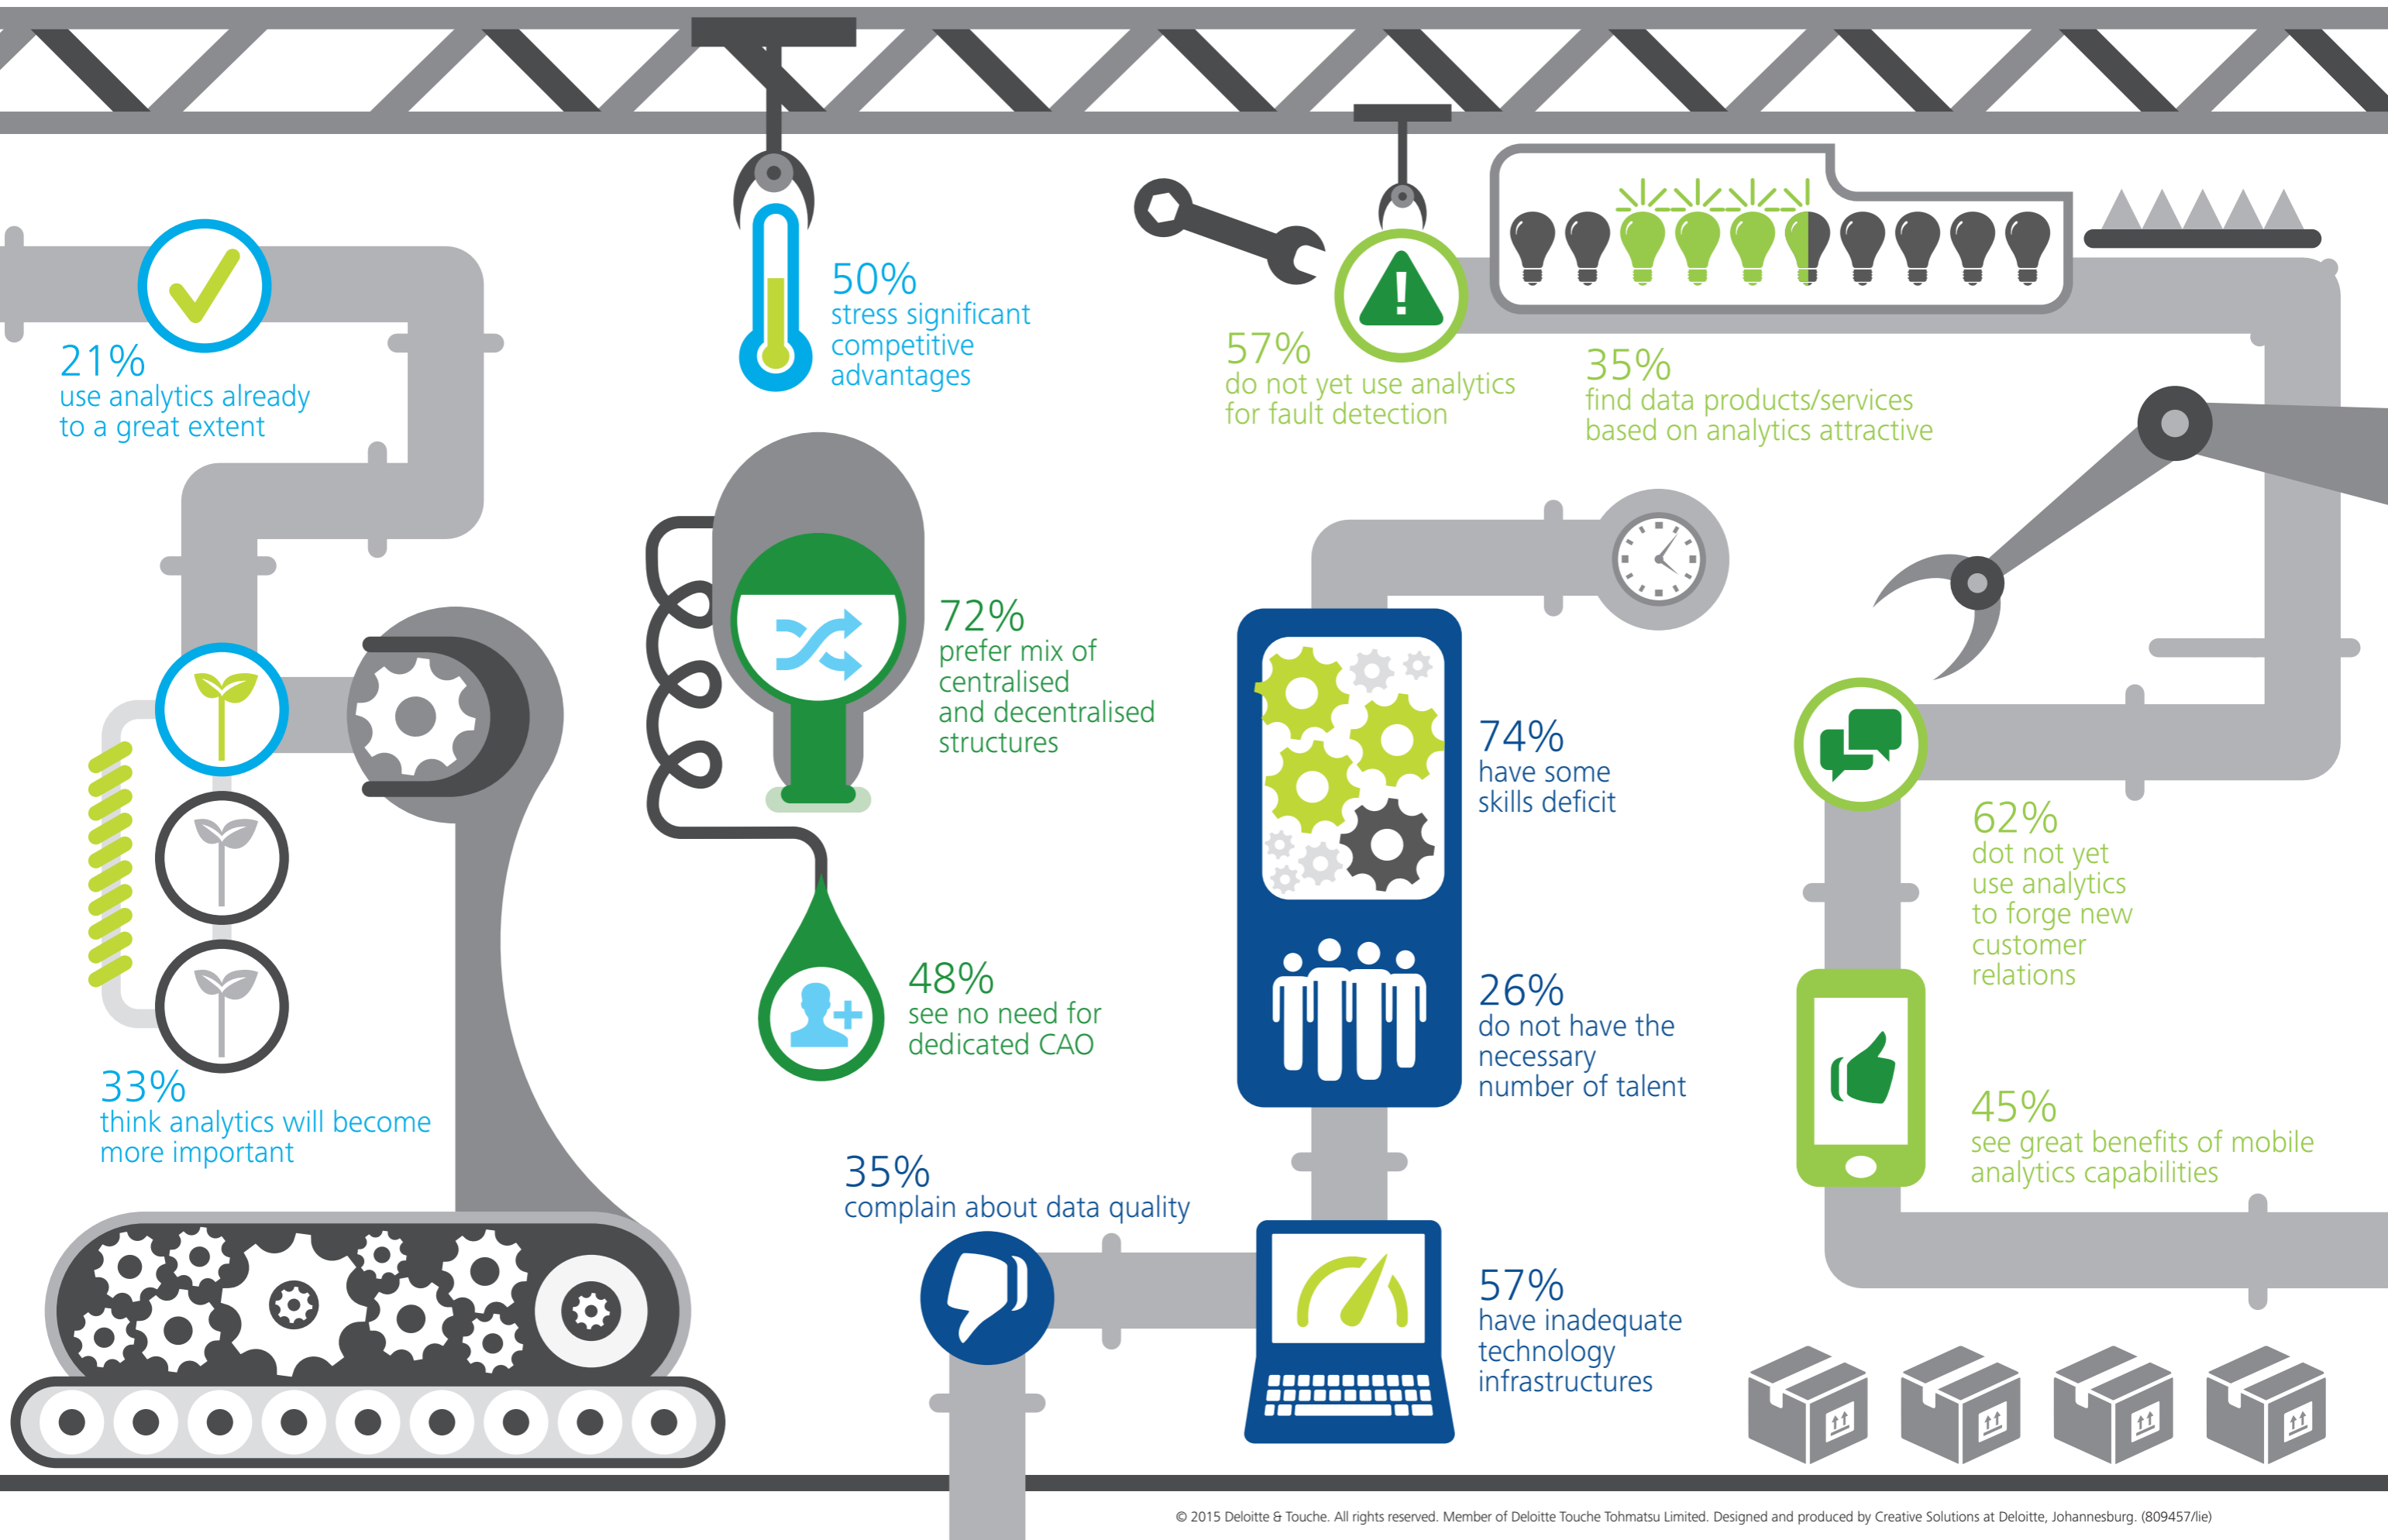 21%
use analytics already
to a great extent
50%
stress significant
competitive
advantages
57%
do not yet use analytics
for fault detection
35%
find data products/services
based on analytics attractive
72%
prefer mix of
centralised
and decentralised
structures
74%
have some
skills deficit
62%
dot not yet
use analytics
to forge new
customer
relations
48%
see no need for
dedicated CAO
26%
do not have the
necessary
number of talent
33%
think analytics will become
more important
45%
see great benefits of mobile
analytics capabilities
35%
complain about data quality
57%
have inadequate
technology
infrastructures
© 2015 Deloitte & Touche. All rights reserved. Member of Deloitte Touche Tohmatsu Limited. Designed and produced by Creative Solutions at Deloitte, Johannesburg. (809457/lie)